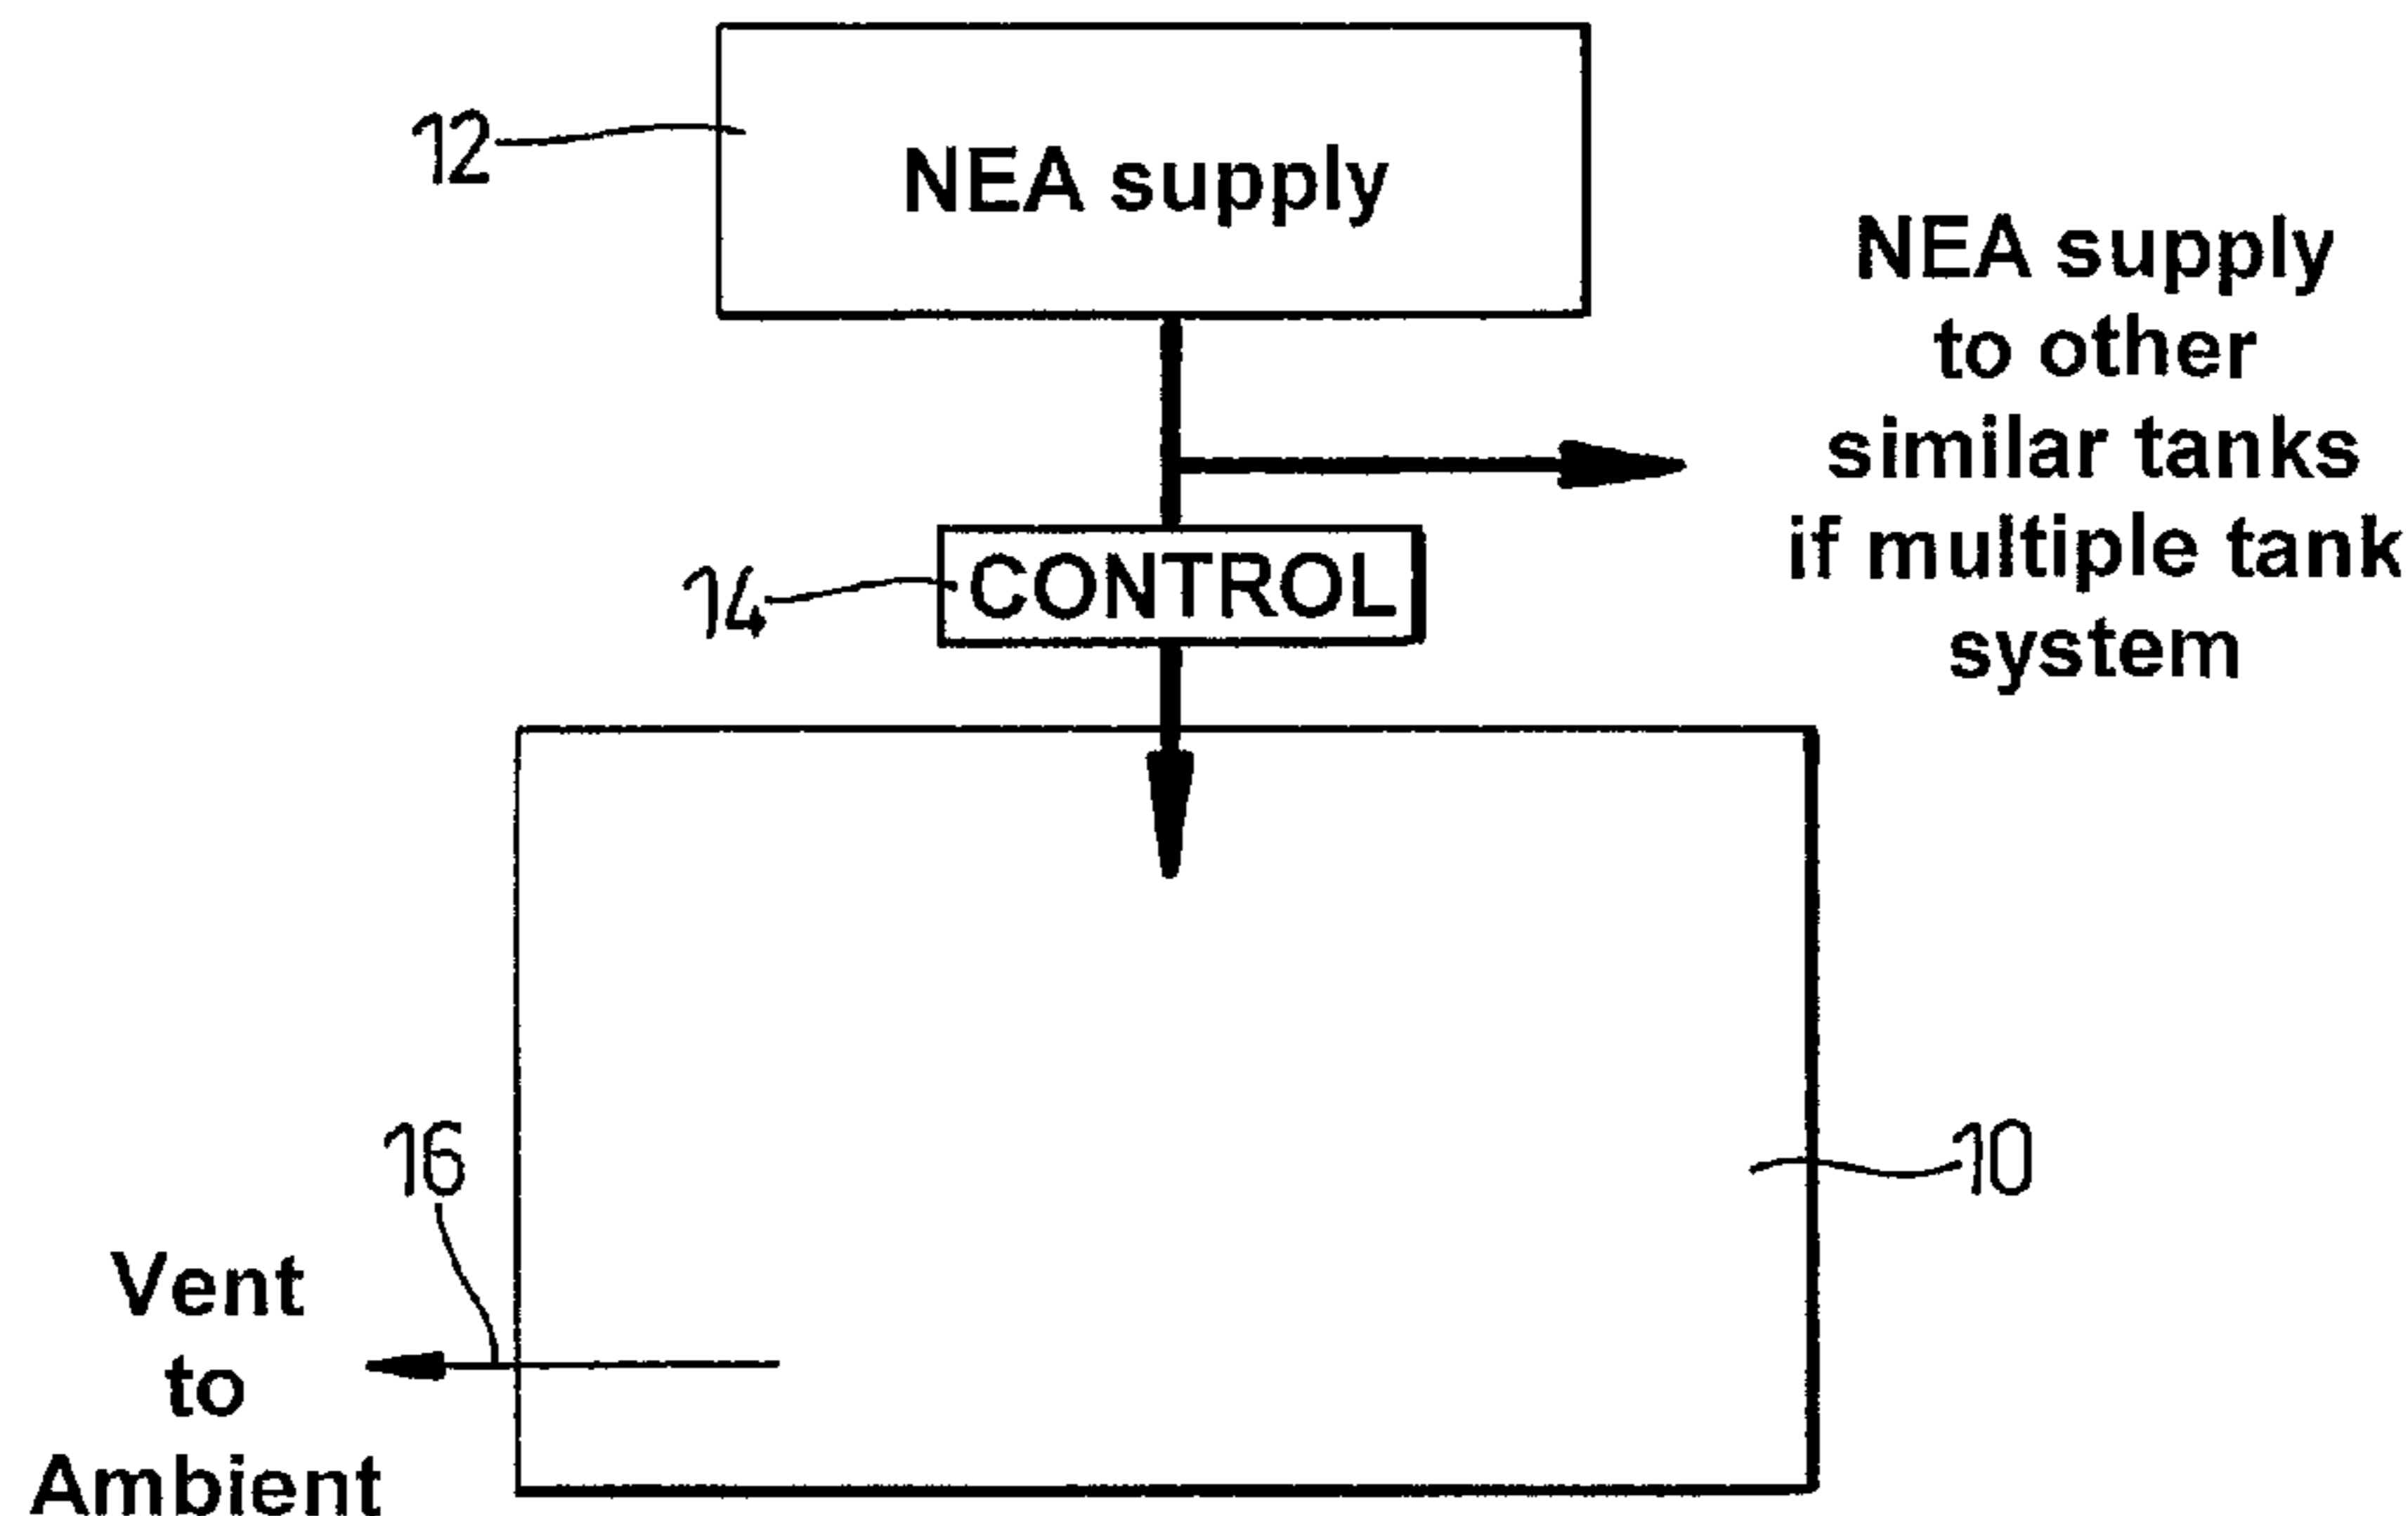 12
NEA supply
NEA supply
to other
similar tanks
if multiple tank
system
14
CONTROL
16
10
Vent
to
Ambient